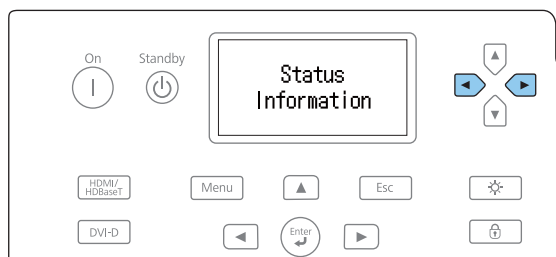 On
Standby
Status
Information
HDMI/
HDBaseT
Menu
Esc
DVI-D
Enter